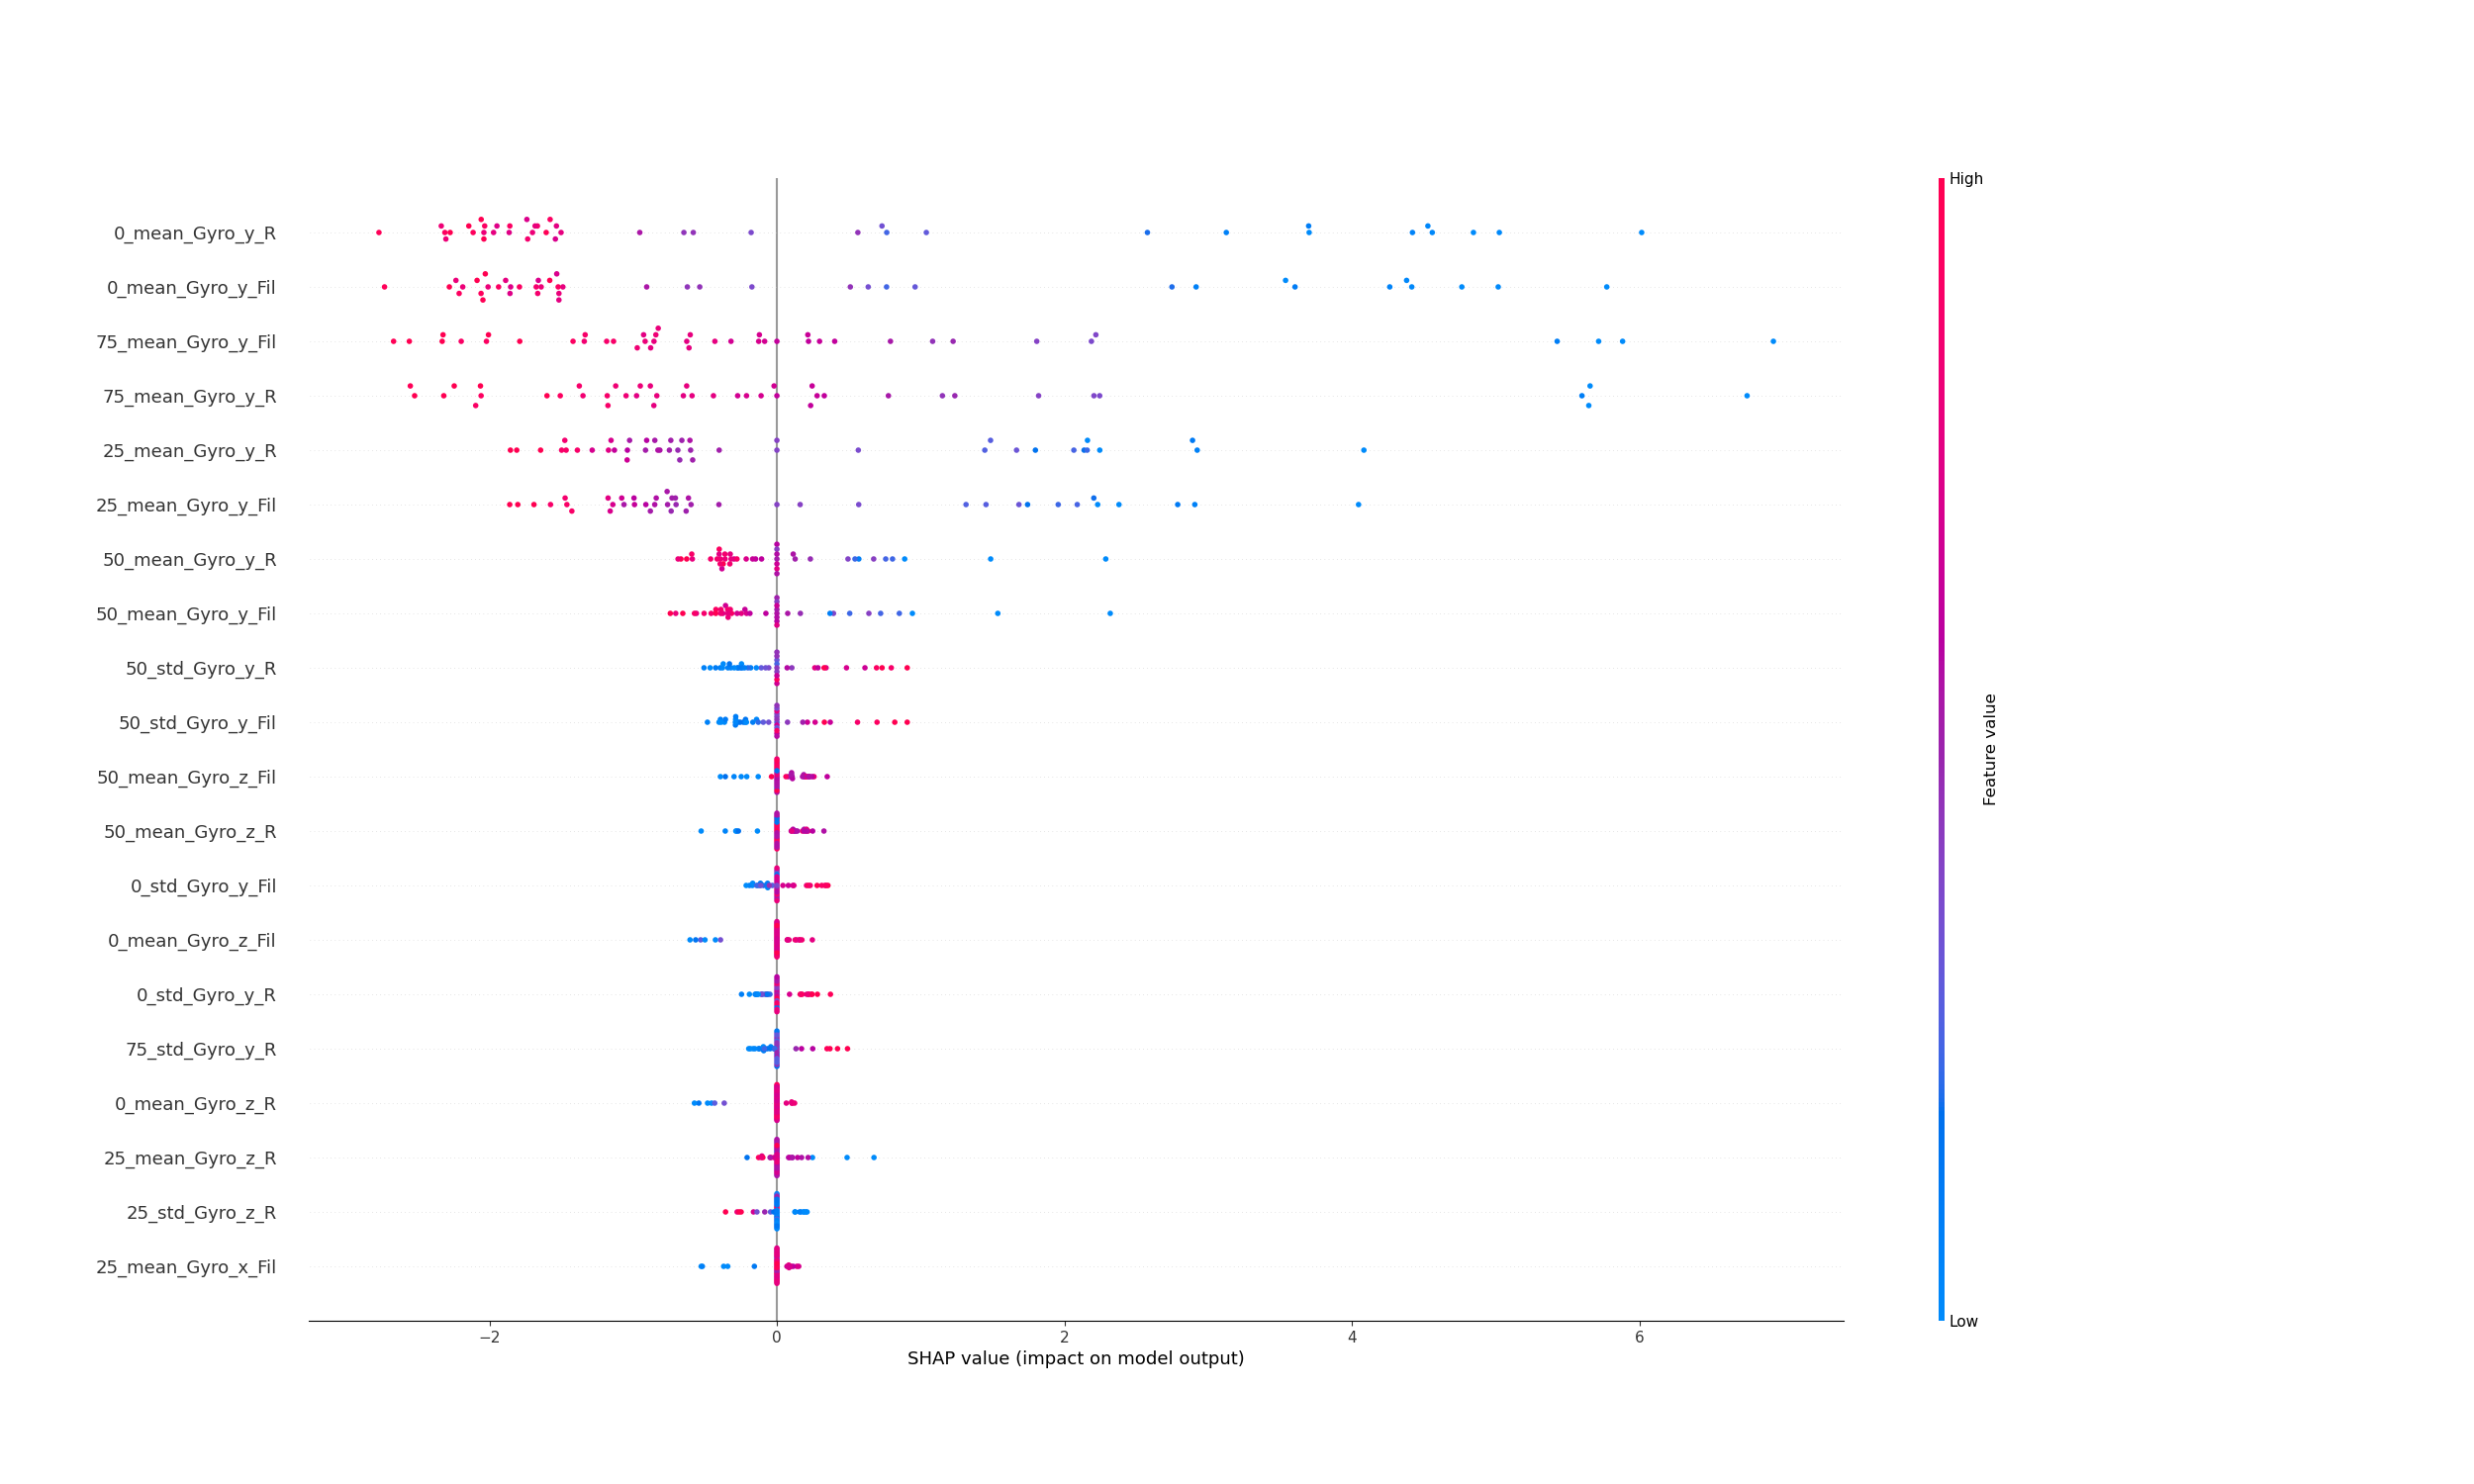 High
0_mean_Gyro_y_R
0_mean_Gyro_y_Fil
75_mean_Gyro_y_Fil
75_mean_Gyro_y_R
25_mean_Gyro_y_R
25_mean_Gyro_y_Fil
50_mean_Gyro_y_R
50_mean_Gyro_y_Fil
50_std_Gyro_y_R
50_std_Gyro_y_Fil
50_mean_Gyro_z_Fil
50_mean_Gyro_z_R
0_std_Gyro_y_Fil
0_mean_Gyro_z_Fil
0_std_Gyro_y_R
75_std_Gyro_y_R
0_mean_Gyro_z_R
25_mean_Gyro_z_R
25_std_Gyro_z_R
25_mean_Gyro_x_Fil
Feature value
Low
−2 0 2 4 6
SHAP value (impact on model output)